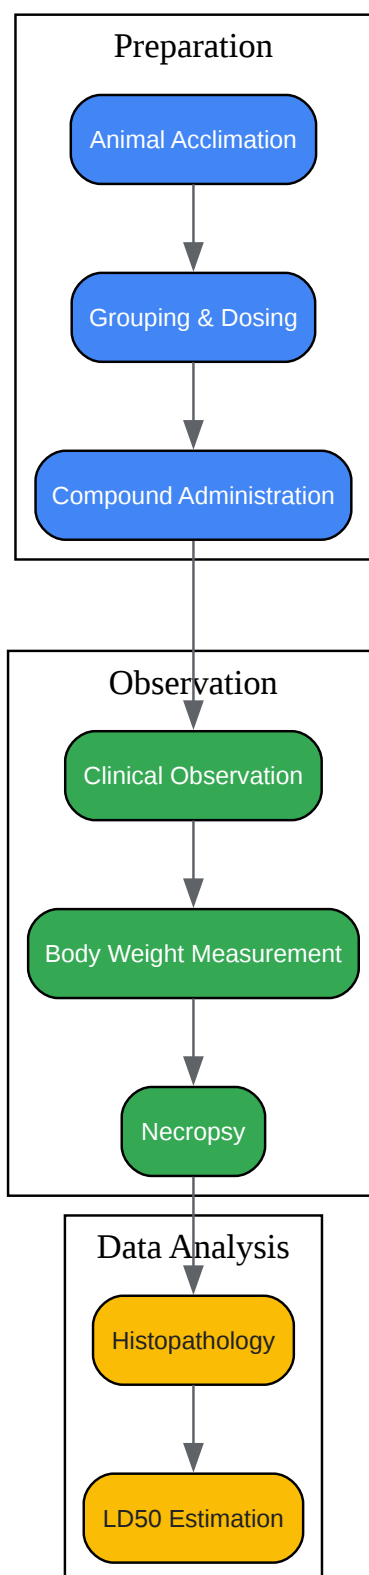 Preparation
Animal Acclimation
Grouping & Dosing
Compound Administration
Observation
Clinical Observation
Body Weight Measurement
Necropsy
Data Analysis
Histopathology
LD50 Estimation